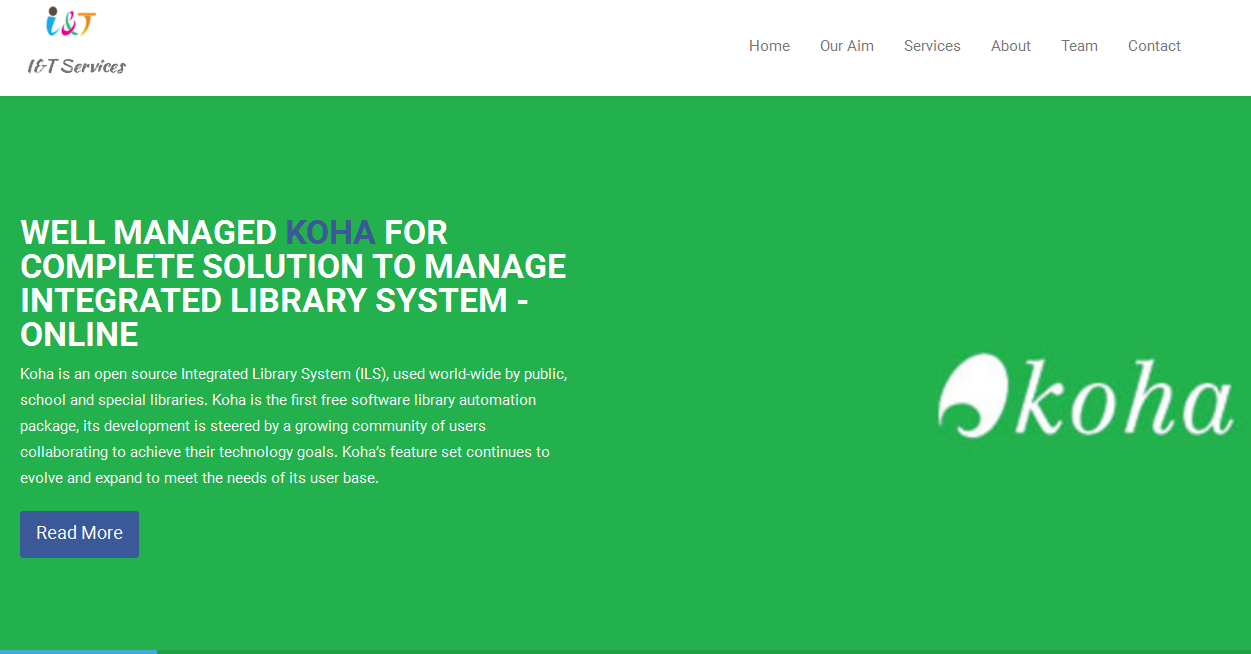 i&T
I&T Services
Home
Our Aim
Services
About
Team
Contact
WELL MANAGED KOHA FOR
COMPLETE SOLUTION TO MANAGE
INTEGRATED LIBRARY SYSTEM -
ONLINE
Koha is an open source Integrated Library System (ILS), used world-wide by public,
school and special libraries. Koha is the first free software library automation
package, its development is steered by a growing community of users
collaborating to achieve their technology goals. Koha's feature set continues to
evolve and expand to meet the needs of its user base.
Read More
koha